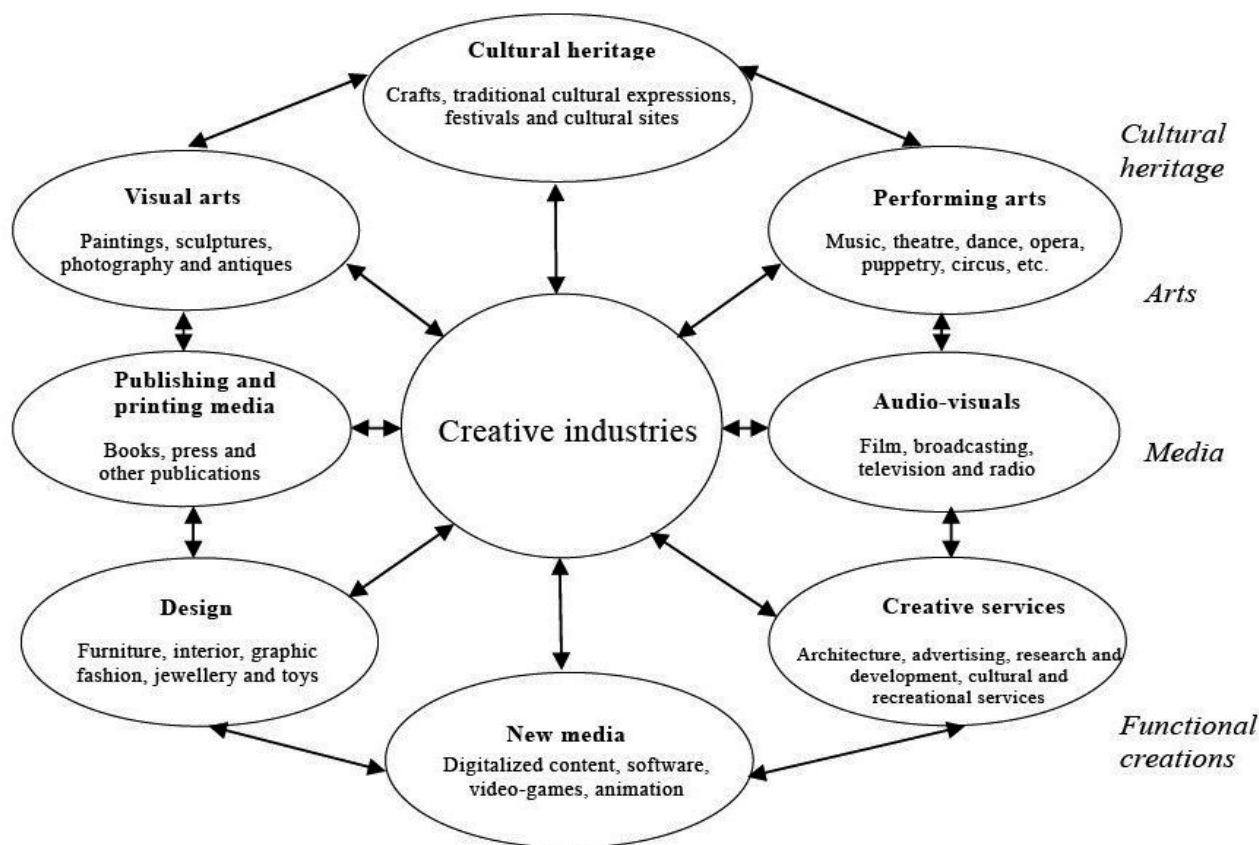 Cultural heritage
Crafts, traditional cultural expressions,
festivals and cultural sites
Cultural
heritage
Visual arts
Paintings, sculptures,
photography and antiques
Performing arts
Music, theatre, dance, opera,
puppetry, circus, etc.
Arts
Publishing and
printing media
Books, press and
other publications
Creative industries
Audio-visuals
Film, broadcasting,
television and radio
Media
Design
Furniture, interior, graphic
fashion, jewellery and toys
Creative services
Architecture, advertising, research and
development, cultural and
recreational services
New media
Digitalized content, software,
video-games, animation
Functional
creations